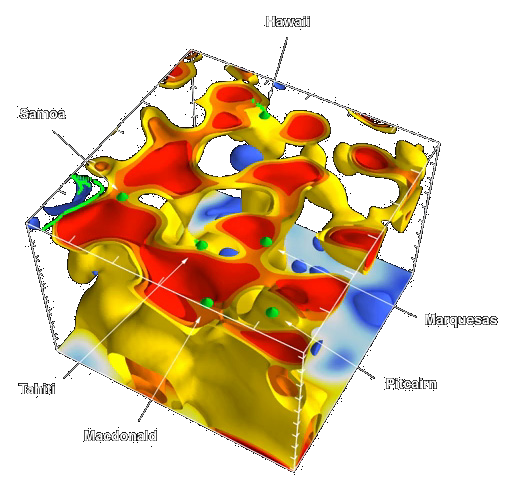 Hawaii
Samoa
Marquesas
Pitcairn
Tahiti
Macdonald